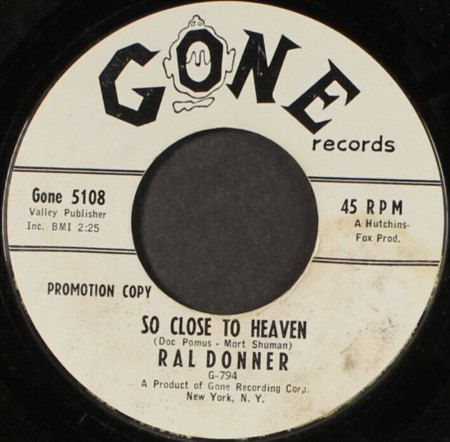 GONE
records
Gone 5108
Valley Publisher
Inc. BMI 2:25
45 RPM
A Hutchins-
Fox Prod.
PROMOTION COPY
SO CLOSE TO HEAVEN
(Doc Pomus - Mort Shuman)
RAL DONNER
G-794
A Product of Gone Recording Corp.
New York, N. Y.